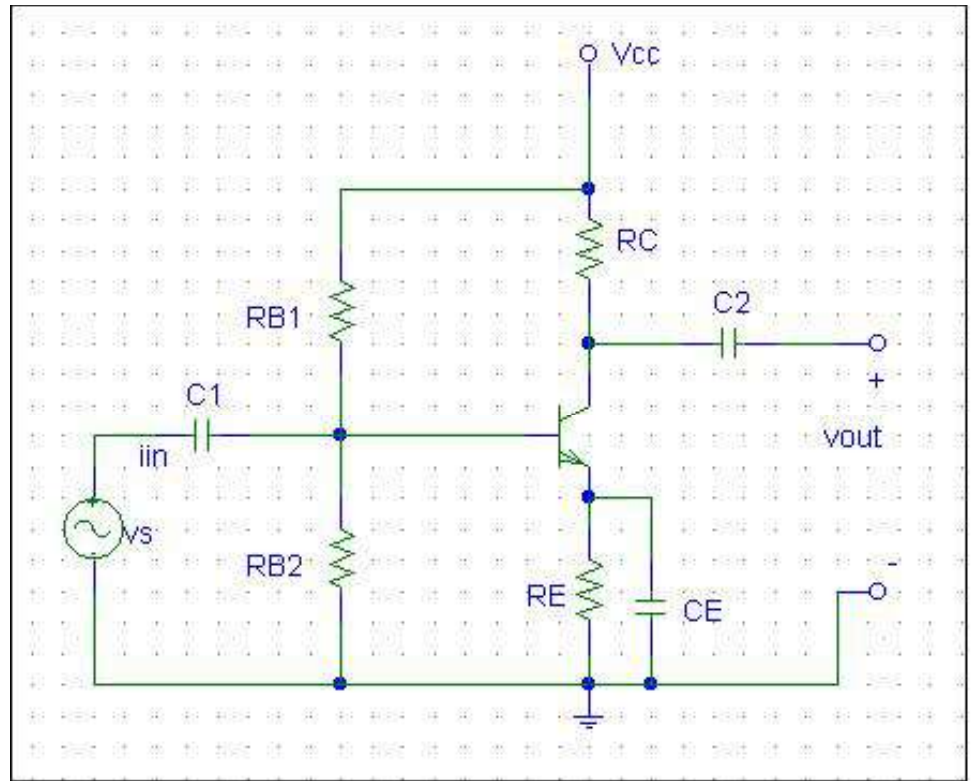 Vcc
RC
C2
RB1
+
C1
vout
iin
+
vs
-
RB2
-
RE
CE